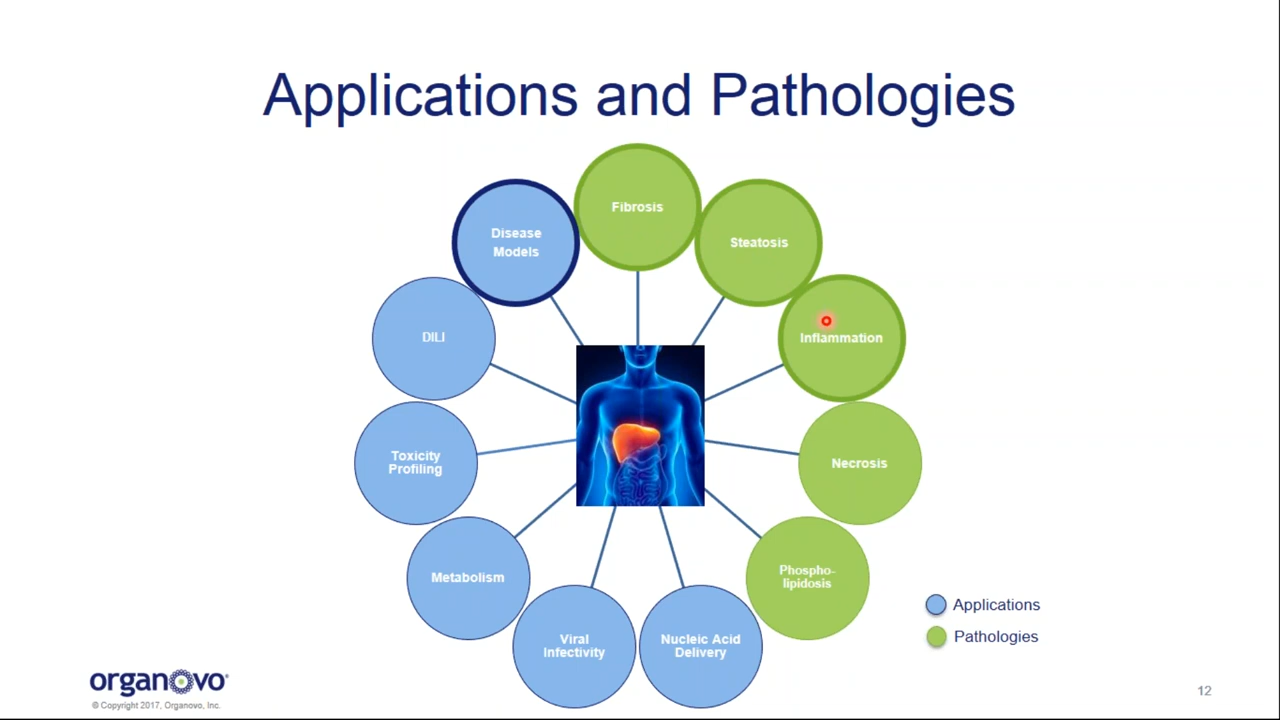 Applications and Pathologies
Fibrosis
Steatosis
Inflammation
Necrosis
Phospho-
lipidosis
Nucleic Acid
Delivery
Viral
Infectivity
Metabolism
Toxicity
Profiling
DILI
Disease
Models
Applications
Pathologies
organovo
© Copyright 2017, Organovo, Inc.
12